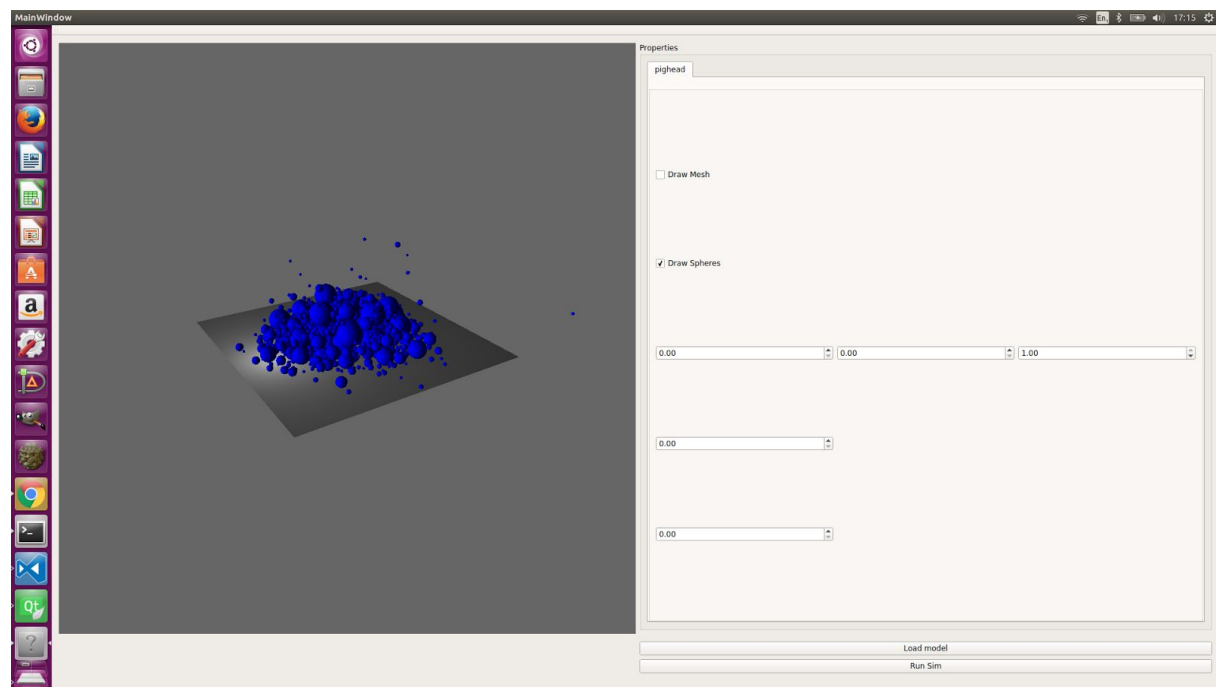 MainWindow
En
17:15
Properties
pighead
Draw Mesh
Draw Spheres
0.00 0.00 1.00
0.00
0.00
Load model
Run Sim
a
>_
Qt
?